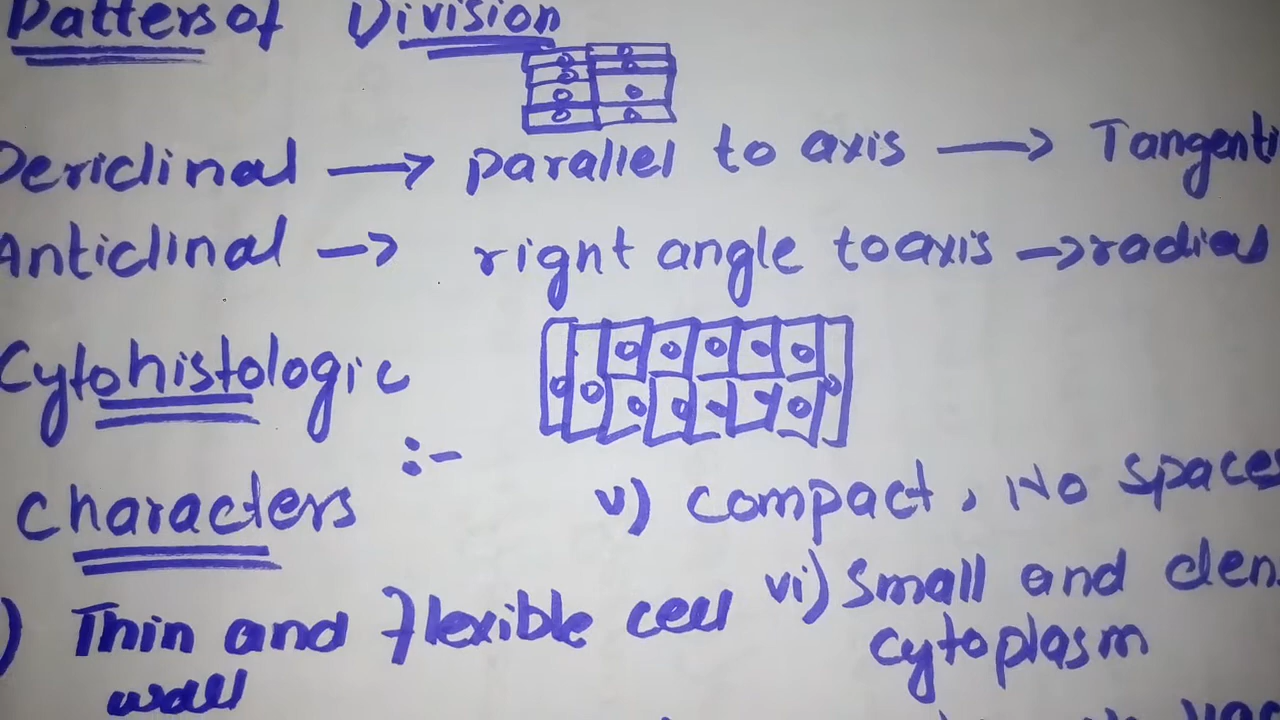 Patters of Division
Periclinal → parallel to axis → Tangenti
Anticlinal → right angle to axis → radial
Cytohistologic
characters :-
) Thin and flexible cell
wall
v) compact, No spaces
vi) small and den
cytoplasm